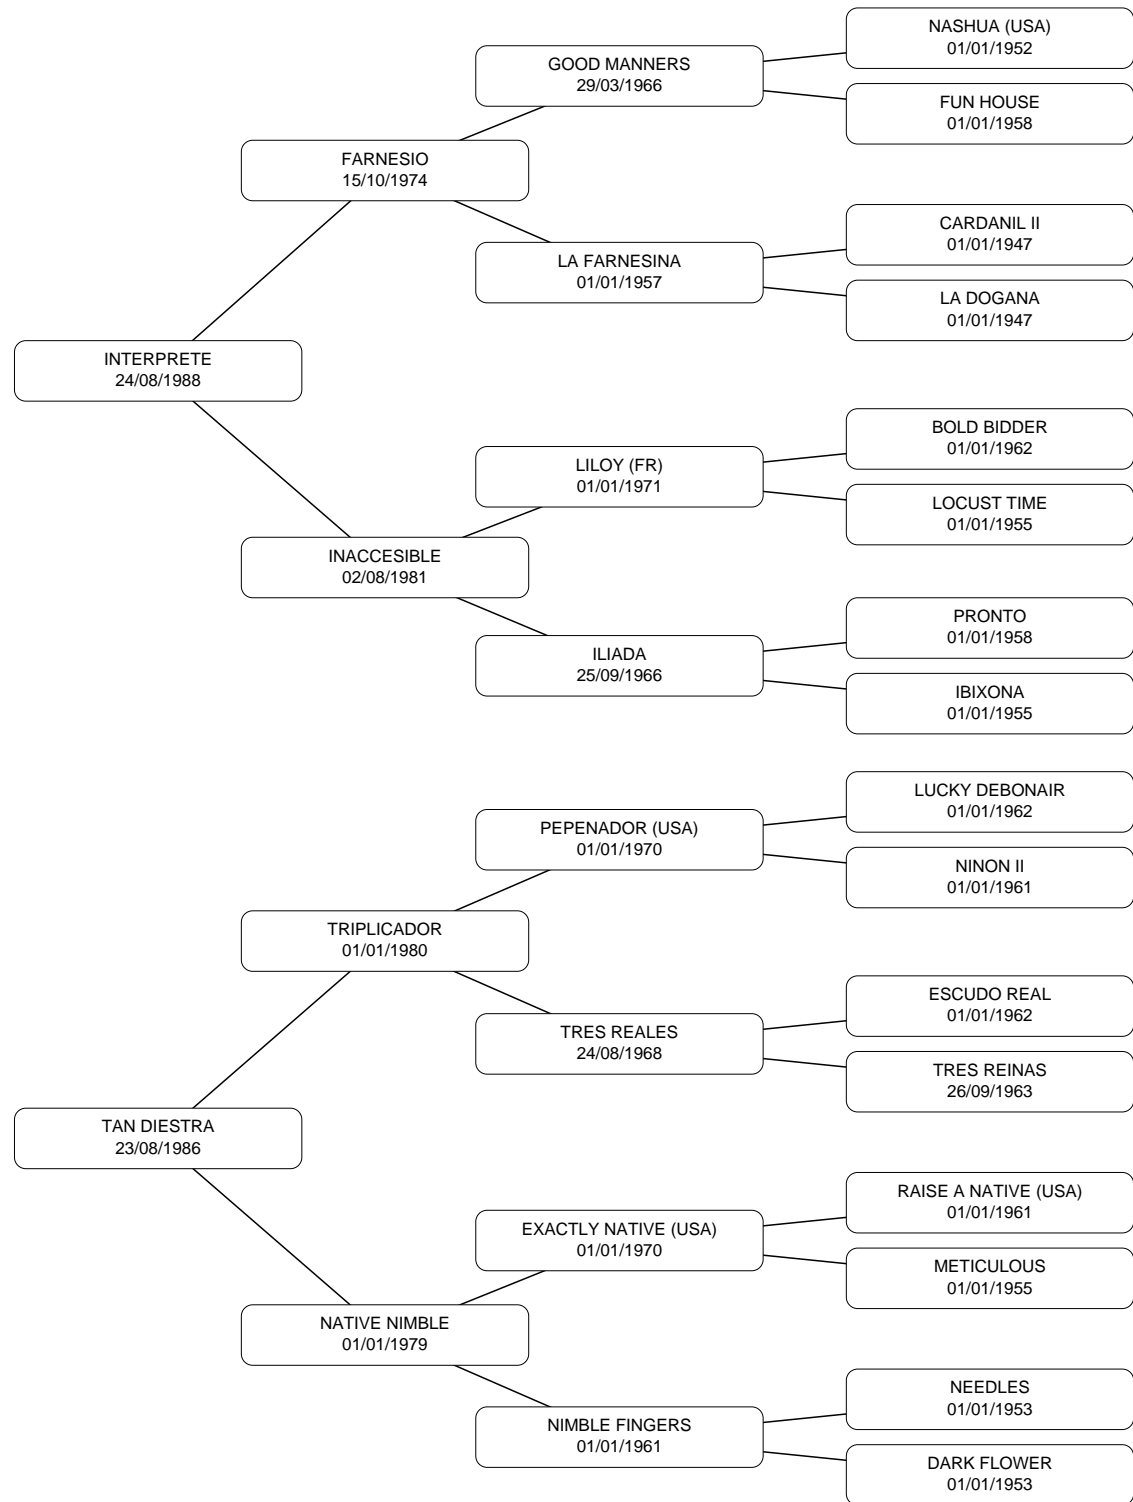 NASHUA (USA)
01/01/1952
GOOD MANNERS
29/03/1966
FUN HOUSE
01/01/1958
FARNESIO
15/10/1974
CARDANIL II
01/01/1947
LA FARNESINA
01/01/1957
LA DOGANA
01/01/1947
INTERPRETE
24/08/1988
BOLD BIDDER
01/01/1962
LILOY (FR)
01/01/1971
LOCUST TIME
01/01/1955
INACCESIBLE
02/08/1981
PRONTO
01/01/1958
ILIADA
25/09/1966
IBIXONA
01/01/1955
LUCKY DEBONAIR
01/01/1962
PEPENADOR (USA)
01/01/1970
NINON II
01/01/1961
TRIPLICADOR
01/01/1980
ESCUDO REAL
01/01/1962
TRES REALES
24/08/1968
TRES REINAS
26/09/1963
TAN DIESTRA
23/08/1986
RAISE A NATIVE (USA)
01/01/1961
EXACTLY NATIVE (USA)
01/01/1970
METICULOUS
01/01/1955
NATIVE NIMBLE
01/01/1979
NEEDLES
01/01/1953
NIMBLE FINGERS
01/01/1961
DARK FLOWER
01/01/1953